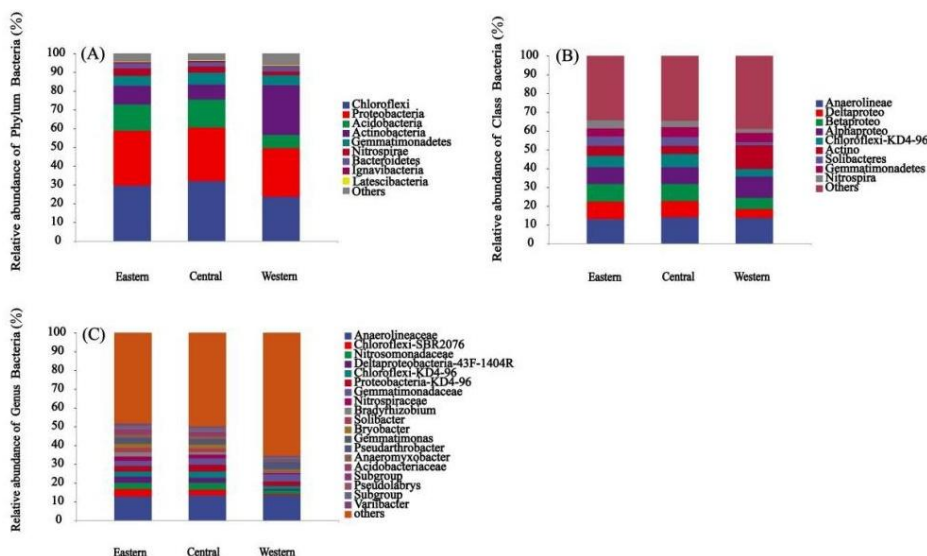 (A)
Relative abundance of Phylum Bacteria (%)
100
90
80
70
60
50
40
30
20
10
0
Eastern
Central
Western
Chloroflexi
Proteobacteria
Acidobacteria
Actinobacteria
Gemmatimonadetes
Nitrospirae
Bacteroidetes
Ignavibacteria
Latescibacteria
Others
(B)
Relative abundance of Class Bacteria (%)
100
90
80
70
60
50
40
30
20
10
0
Eastern
Central
Western
Anaerolineae
Deltaproteo
Betaproteo
Alphaproteo
Chloroflexi-KD4-96
Actino
Solibacteres
Gemmatimonadetes
Nitrospira
Others
(C)
Relative abundance of Genus Bacteria (%)
100
90
80
70
60
50
40
30
20
10
0
Eastern
Central
Western
Anaerolineaceae
Chloroflexi-SBR2076
Nitrosomonadaceae
Deltaproteobacteria-43F-1404R
Chloroflexi-KD4-96
Proteobacteria-KD4-96
Gemmatimonadaceae
Nitrospiraceae
Bradyrhizobium
Solibacter
Bryobacter
Gemmatimonas
Pseudarthrobacter
Anaeromyxobacter
Acidobacteriaceae
Subgroup
Pseudolabrys
Subgroup
Variibacter
others